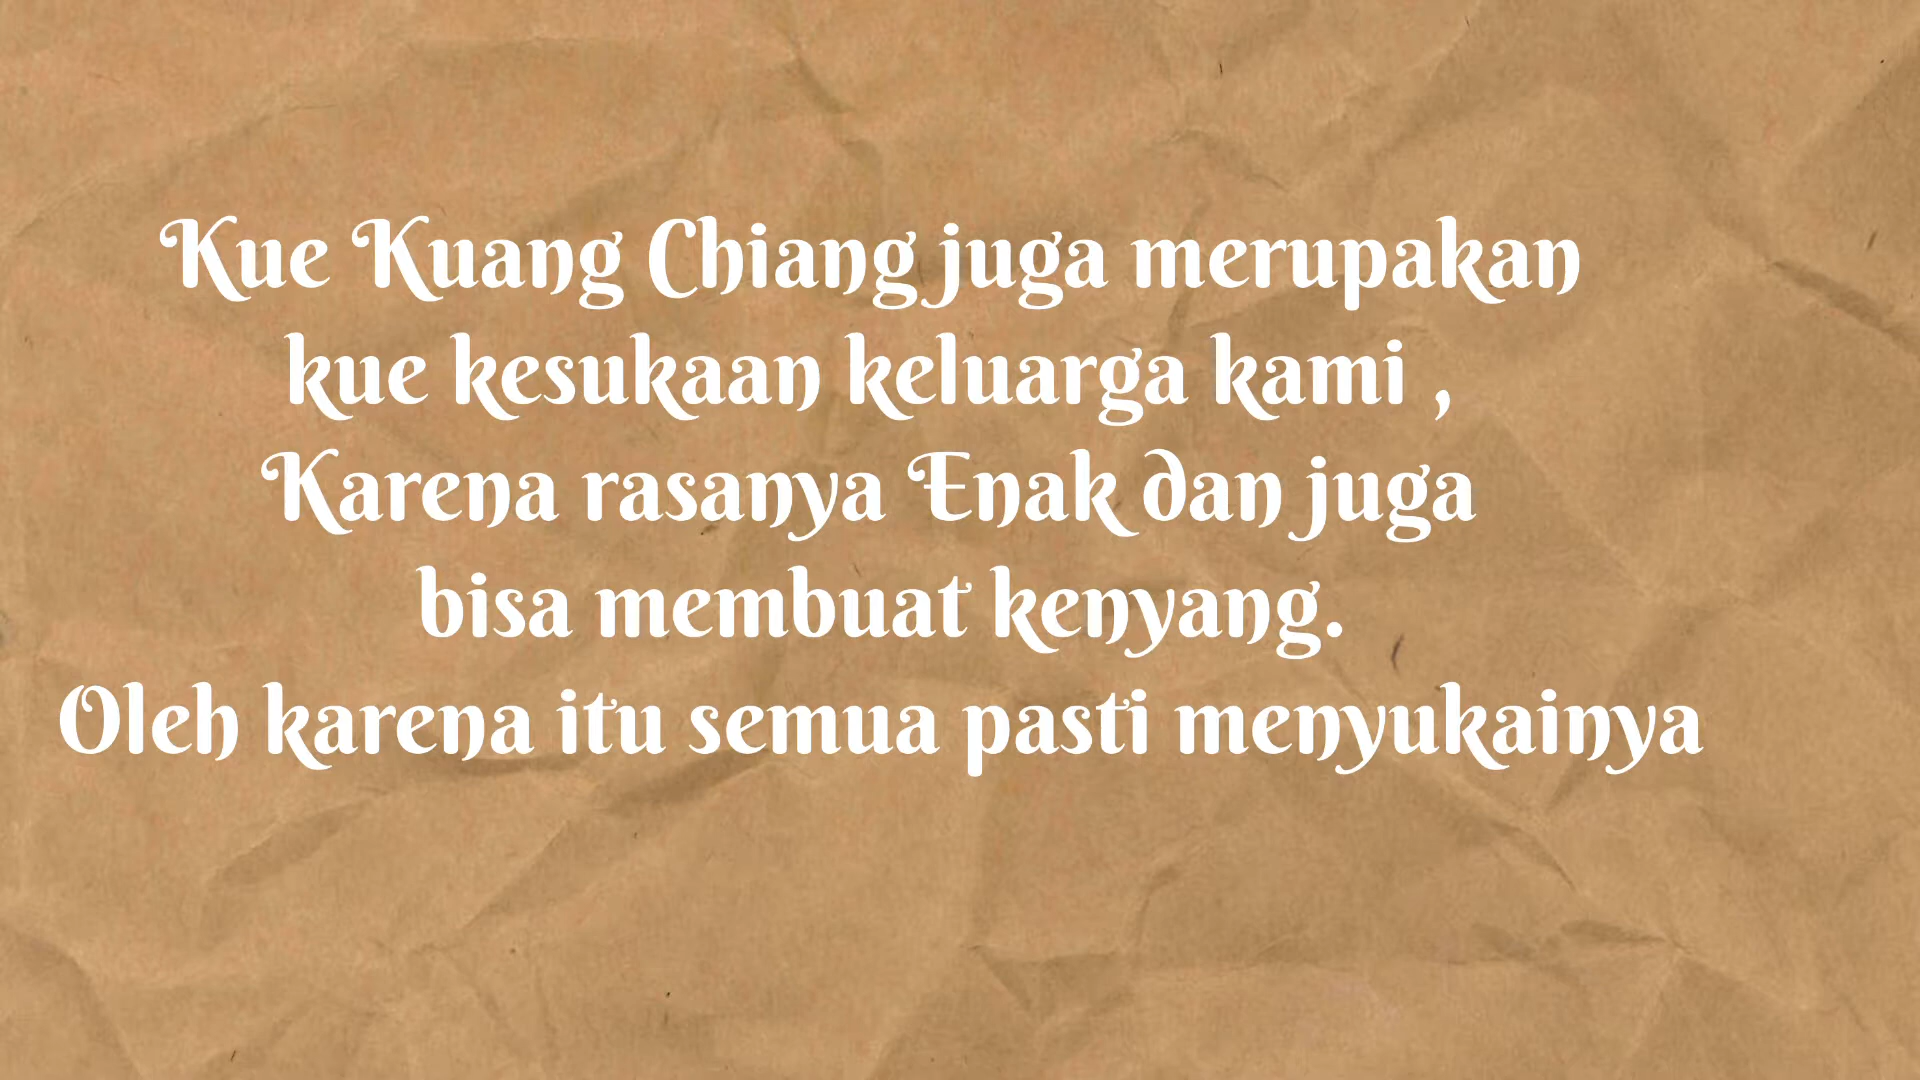 Kue Kuang Chiang juga merupakan
kue kesukaan keluarga kami ,
Karena rasanya Enak dan juga
bisa membuat kenyang.
Oleh karena itu semua pasti menyukainya